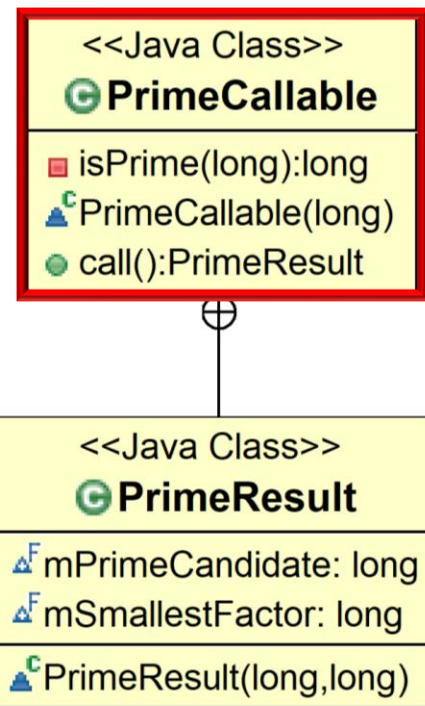 <<Java Class>>
C PrimeCallable
isPrime(long):long
C PrimeCallable(long)
call():PrimeResult
<<Java Class>>
C PrimeResult
F mPrimeCandidate: long
F mSmallestFactor: long
C PrimeResult(long,long)